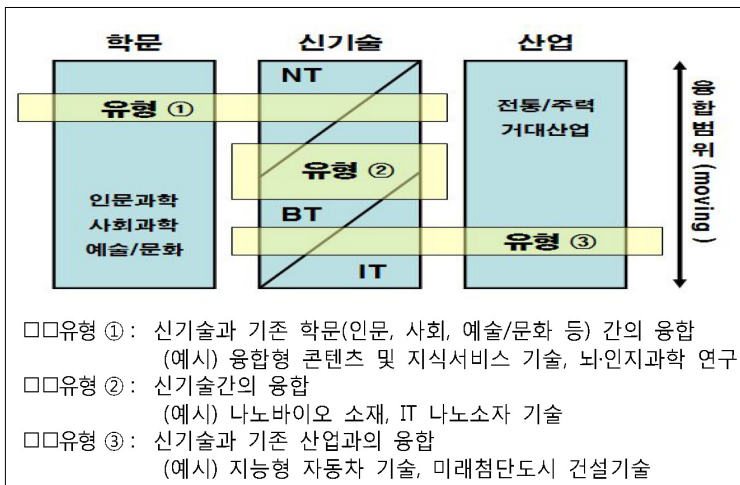 학문
신기술
산업
NT
유형 ①
전통/주력
거대산업
융합범위(moving)
유형 ②
인문과학
사회과학
예술/문화
BT
유형 ③
IT
□□유형 ① : 신기술과 기존 학문(인문, 사회, 예술/문화 등) 간의 융합
(예시) 융합형 콘텐츠 및 지식서비스 기술, 뇌·인지과학 연구
□□유형 ② : 신기술간의 융합
(예시) 나노바이오 소재, IT 나노소자 기술
□□유형 ③ : 신기술과 기존 산업과의 융합
(예시) 지능형 자동차 기술, 미래첨단도시 건설기술